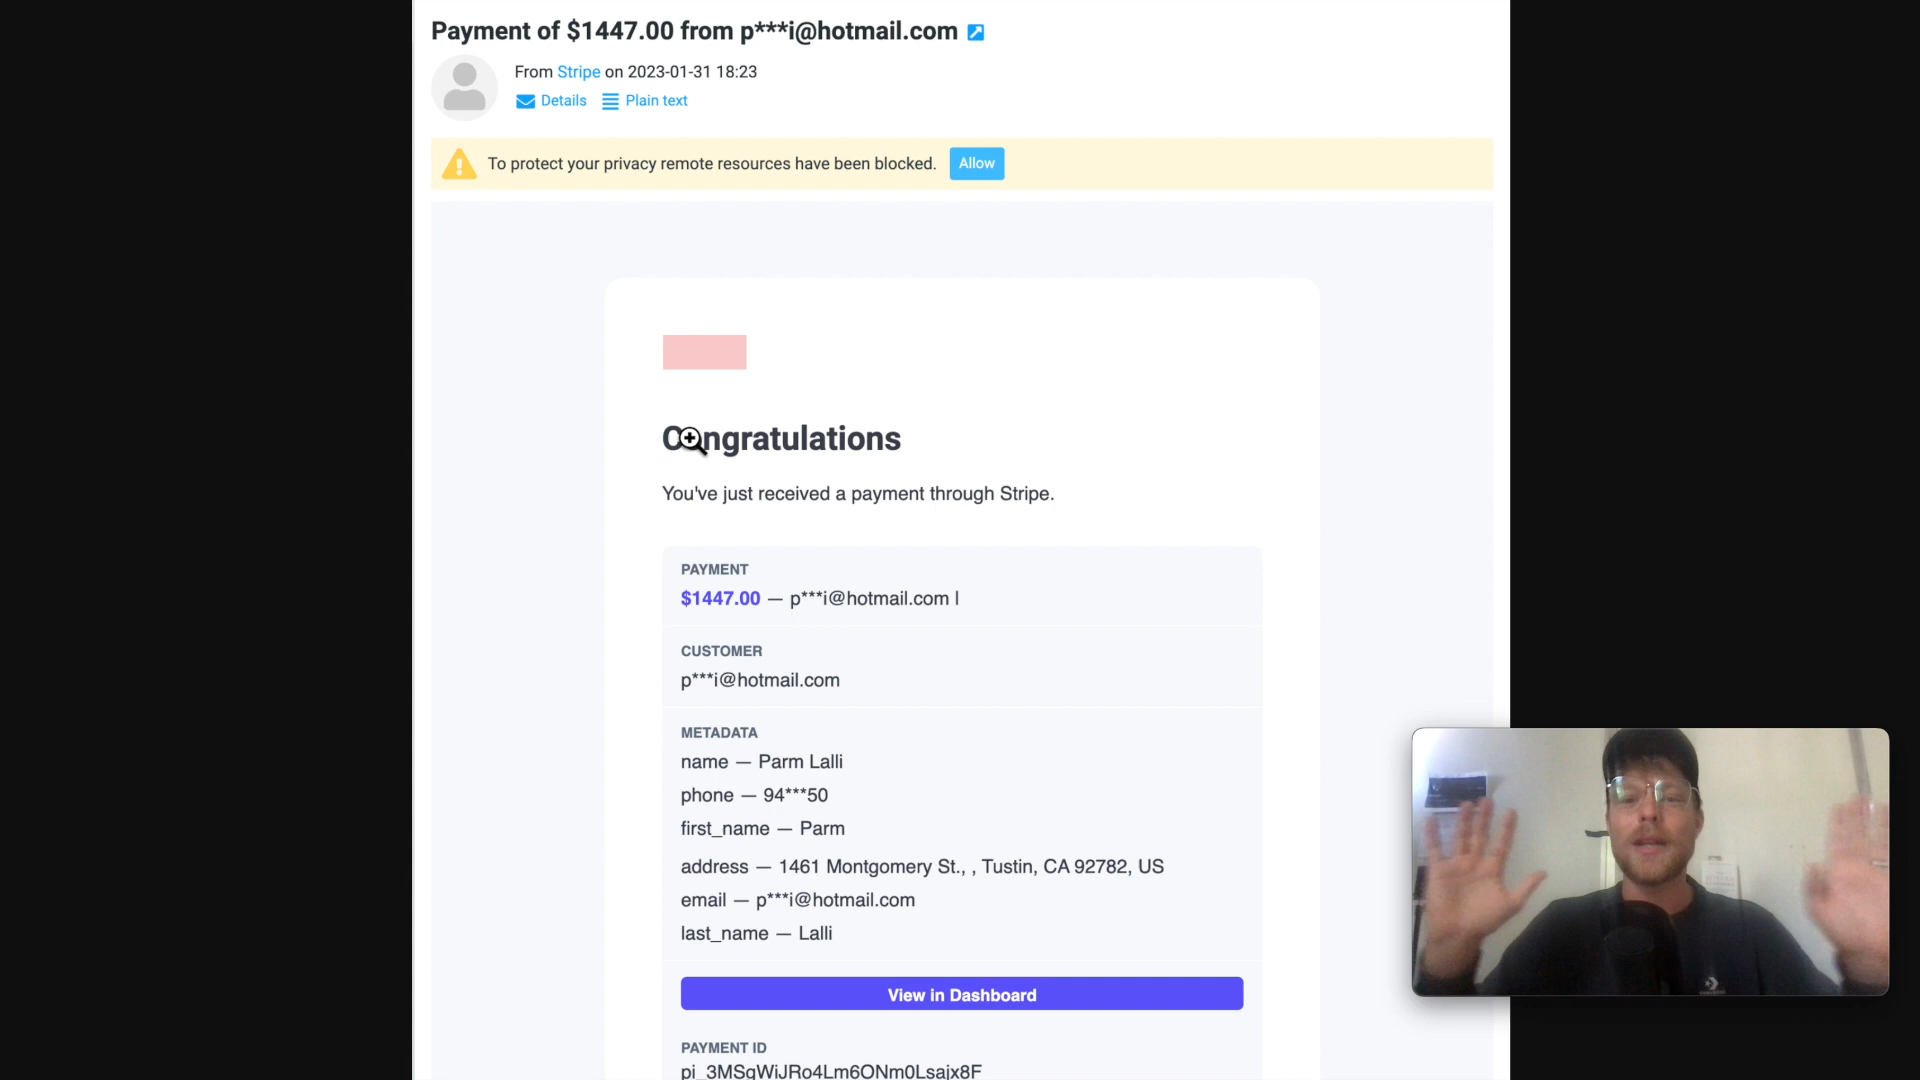 Payment of $1447.00 from p***i@hotmail.com
From Stripe on 2023-01-31 18:23
Details Plain text
To protect your privacy remote resources have been blocked. Allow
Congratulations
You've just received a payment through Stripe.
PAYMENT
$1447.00 — p***i@hotmail.com |
CUSTOMER
p***i@hotmail.com
METADATA
name — Parm Lalli
phone — 94***50
first_name — Parm
address — 1461 Montgomery St., , Tustin, CA 92782, US
email — p***i@hotmail.com
last_name — Lalli
View in Dashboard
PAYMENT ID
pi_3MSqWiJRo4Lm6ONm0Lsajx8F